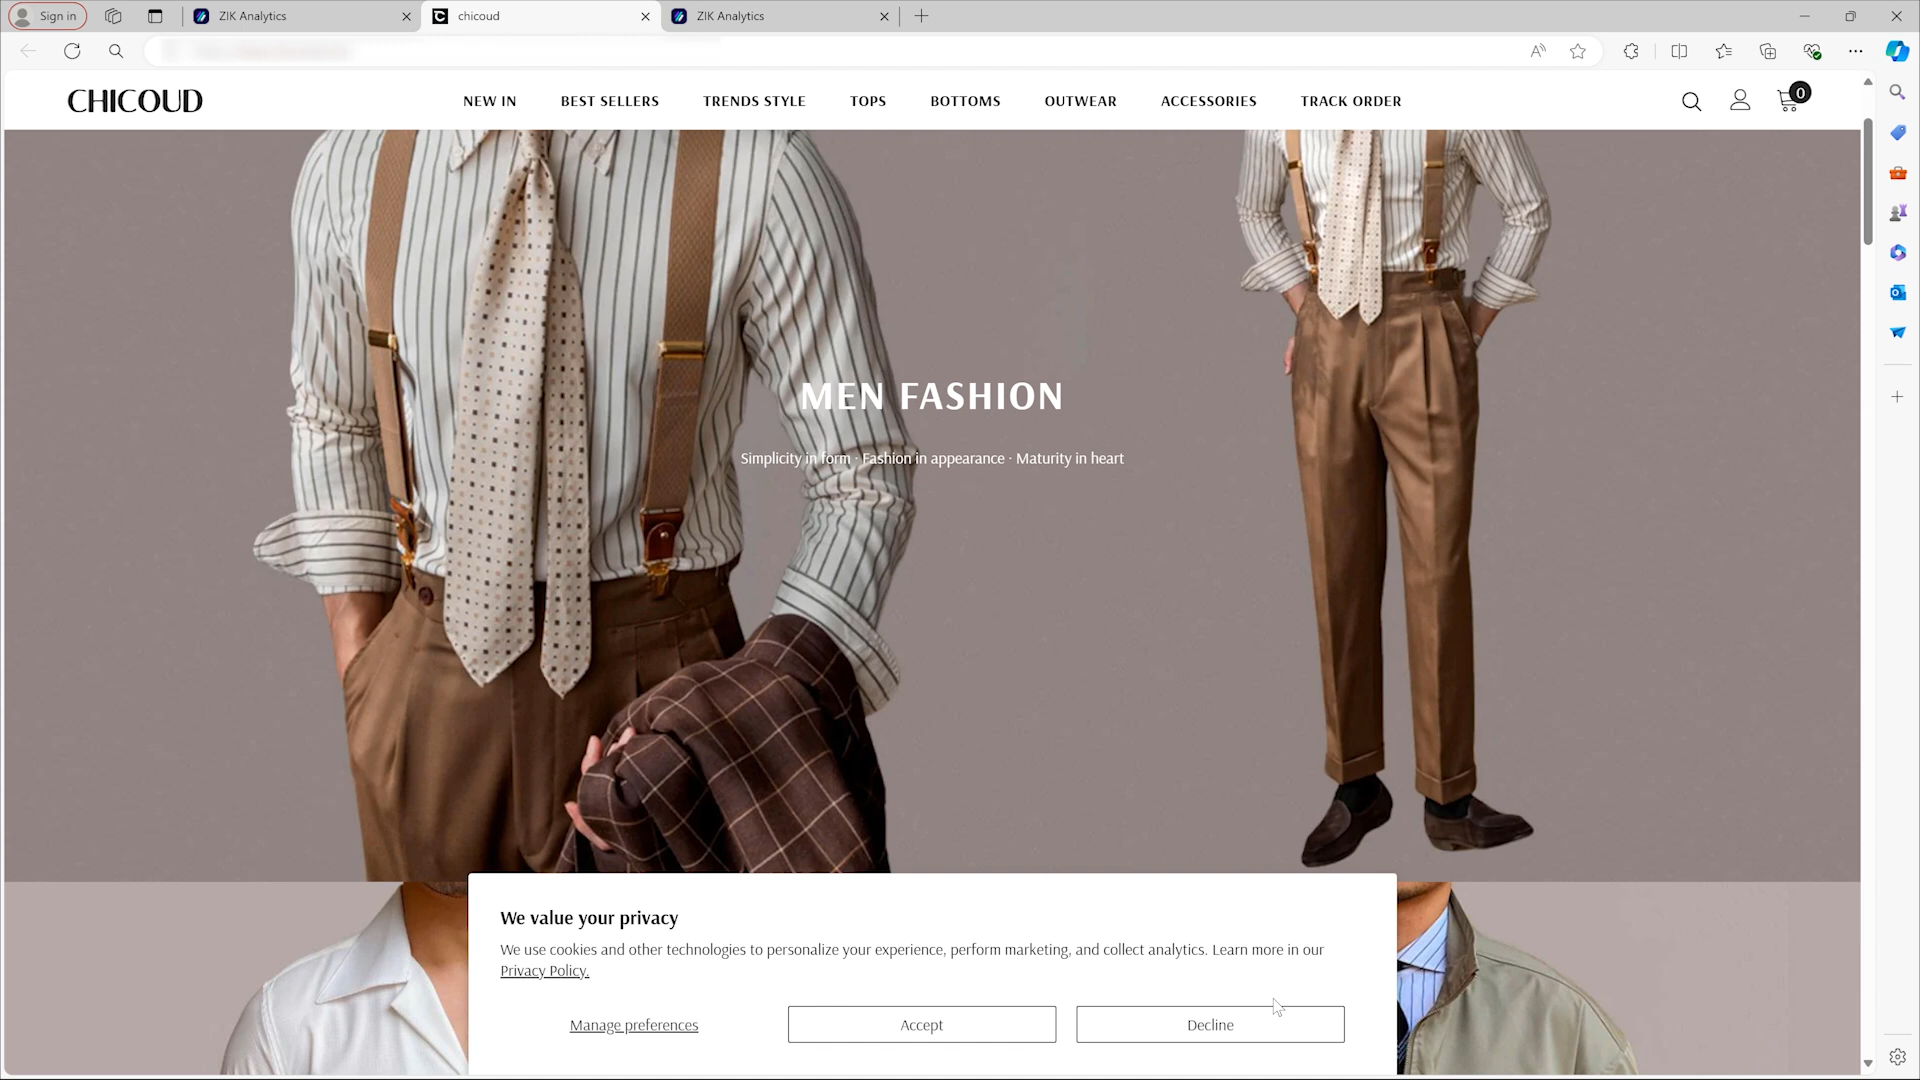 Sign in
ZIK Analytics
chicoud
ZIK Analytics
CHICOUD
NEW IN
BEST SELLERS
TRENDS STYLE
TOPS
BOTTOMS
OUTWEAR
ACCESSORIES
TRACK ORDER
0
MEN FASHION
Simplicity in form · Fashion in appearance · Maturity in heart
We value your privacy
We use cookies and other technologies to personalize your experience, perform marketing, and collect analytics. Learn more in our
Privacy Policy.
Manage preferences
Accept
Decline